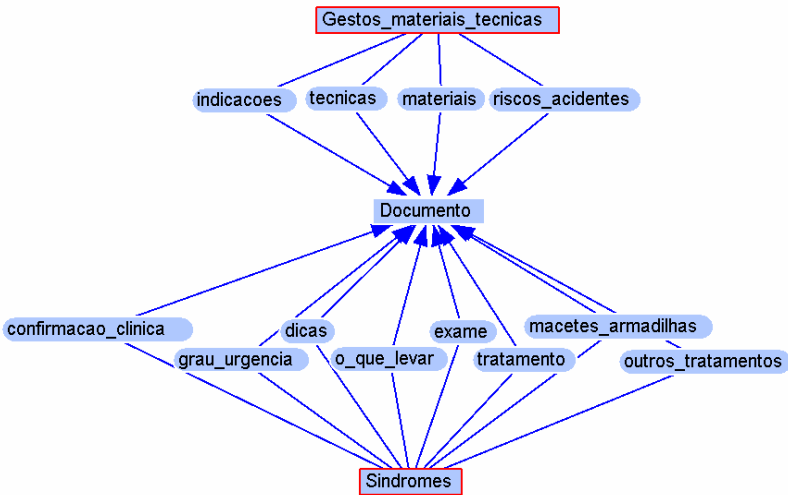 Gestos_materiais_tecnicas
indicacoes
tecnicas
materiais
riscos_acidentes
Documento
confirmacao_clinica
dicas
exame
macetes_armadilhas
grau_urgencia
o_que_levar
tratamento
outros_tratamentos
Sindromes